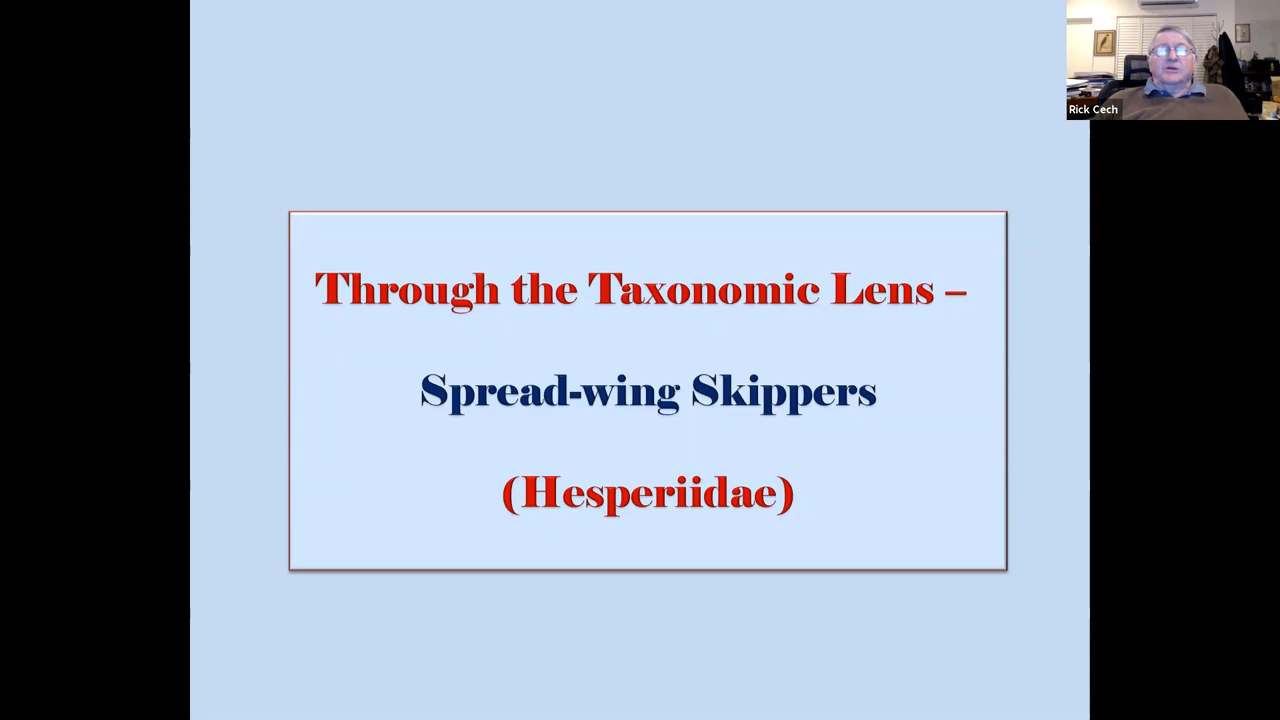 Rick Cech
Through the Taxonomic Lens –
Spread-wing Skippers
(Hesperiidae)